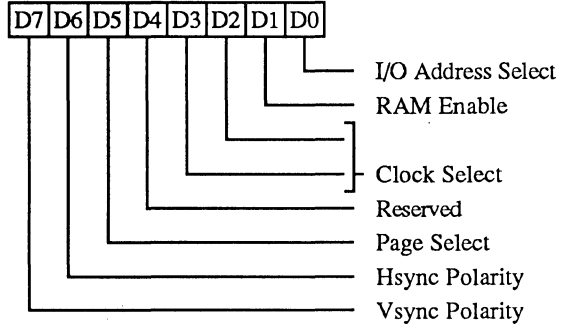 D7 D6 D5 D4 D3 D2 D1 D0
I/O Address Select
RAM Enable
Clock Select
Reserved
Page Select
Hsync Polarity
Vsync Polarity